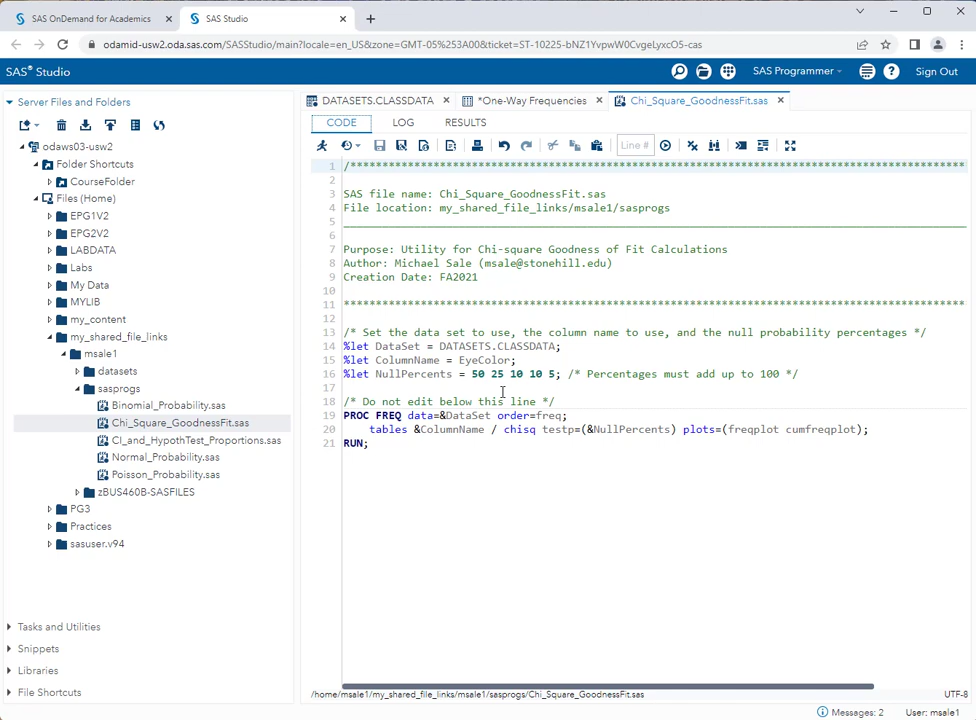 SAS OnDemand for Academics
SAS Studio
odamid-usw2.oda.sas.com/SASStudio/main?locale=en_US&zone=GMT-05%253A00&ticket=ST-10225-bNZ1YvpwW0CvgeLyxcO5-cas
SAS® Studio
SAS Programmer
Sign Out
Server Files and Folders
odaws03-usw2
Folder Shortcuts
CourseFolder
Files (Home)
EPG1V2
EPG2V2
LABDATA
Labs
My Data
MYLIB
my_content
my_shared_file_links
msale1
datasets
sasprogs
Binomial_Probability.sas
Chi_Square_GoodnessFit.sas
CI_and_HypothTest_Proportions.sas
Normal_Probability.sas
Poisson_Probability.sas
zBUS460B-SASFILES
PG3
Practices
sasuser.v94
Tasks and Utilities
Snippets
Libraries
File Shortcuts
DATASETS.CLASSDATA
*One-Way Frequencies
Chi_Square_GoodnessFit.sas
CODE
LOG
RESULTS
Line #
1 /*************************************************************************************************
2
3 SAS file name: Chi_Square_GoodnessFit.sas
4 File location: my_shared_file_links/msale1/sasprogs
5 _________________________________________________________________________________________________
6
7 Purpose: Utility for Chi-square Goodness of Fit Calculations
8 Author: Michael Sale (msale@stonehill.edu)
9 Creation Date: FA2021
10
11 *************************************************************************************************
12
13 /* Set the data set to use, the column name to use, and the null probability percentages */
14 %let DataSet = DATASETS.CLASSDATA;
15 %let ColumnName = EyeColor;
16 %let NullPercents = 50 25 10 10 5; /* Percentages must add up to 100 */
17
18 /* Do not edit below this line */
19 PROC FREQ data=&DataSet order=freq;
20 tables &ColumnName / chisq testp=(&NullPercents) plots=(freqplot cumfreqplot);
21 RUN;
/home/msale1/my_shared_file_links/msale1/sasprogs/Chi_Square_GoodnessFit.sas
UTF-8
Messages: 2
User: msale1